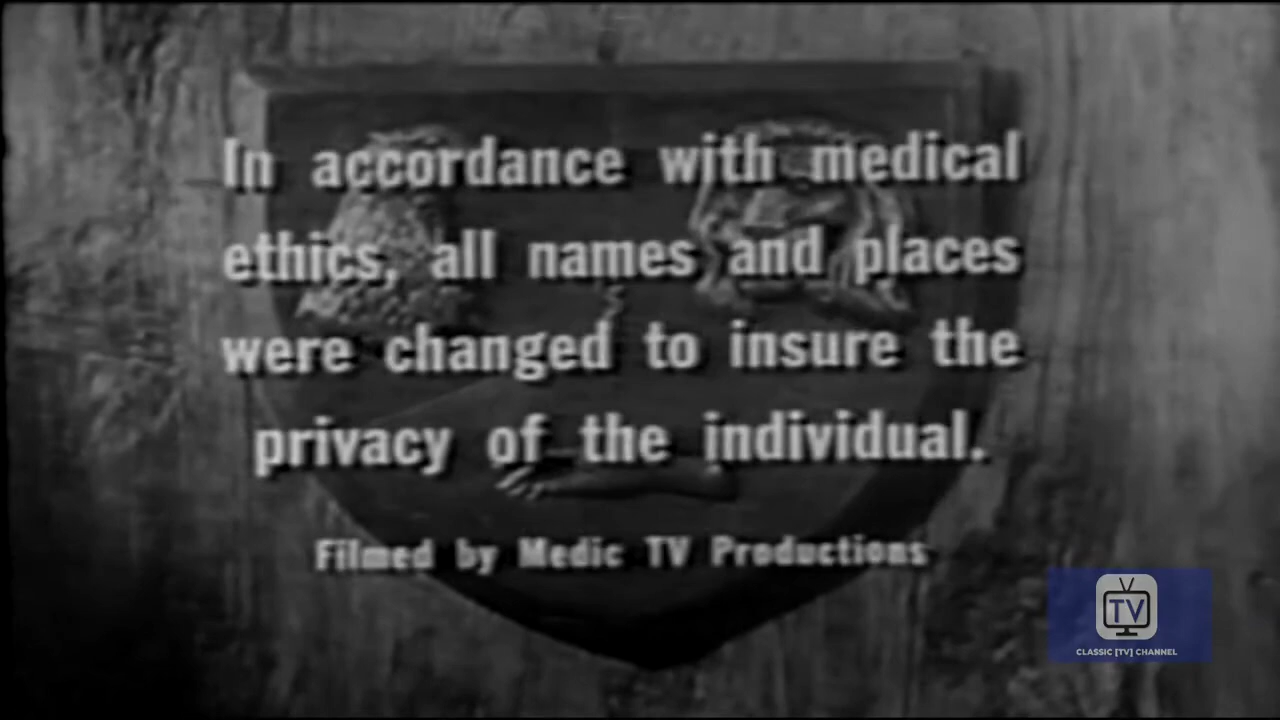 In accordance with medical
ethics, all names and places
were changed to insure the
privacy of the individual.
Filmed by Medic TV Productions
TV
CLASSIC [TV] CHANNEL